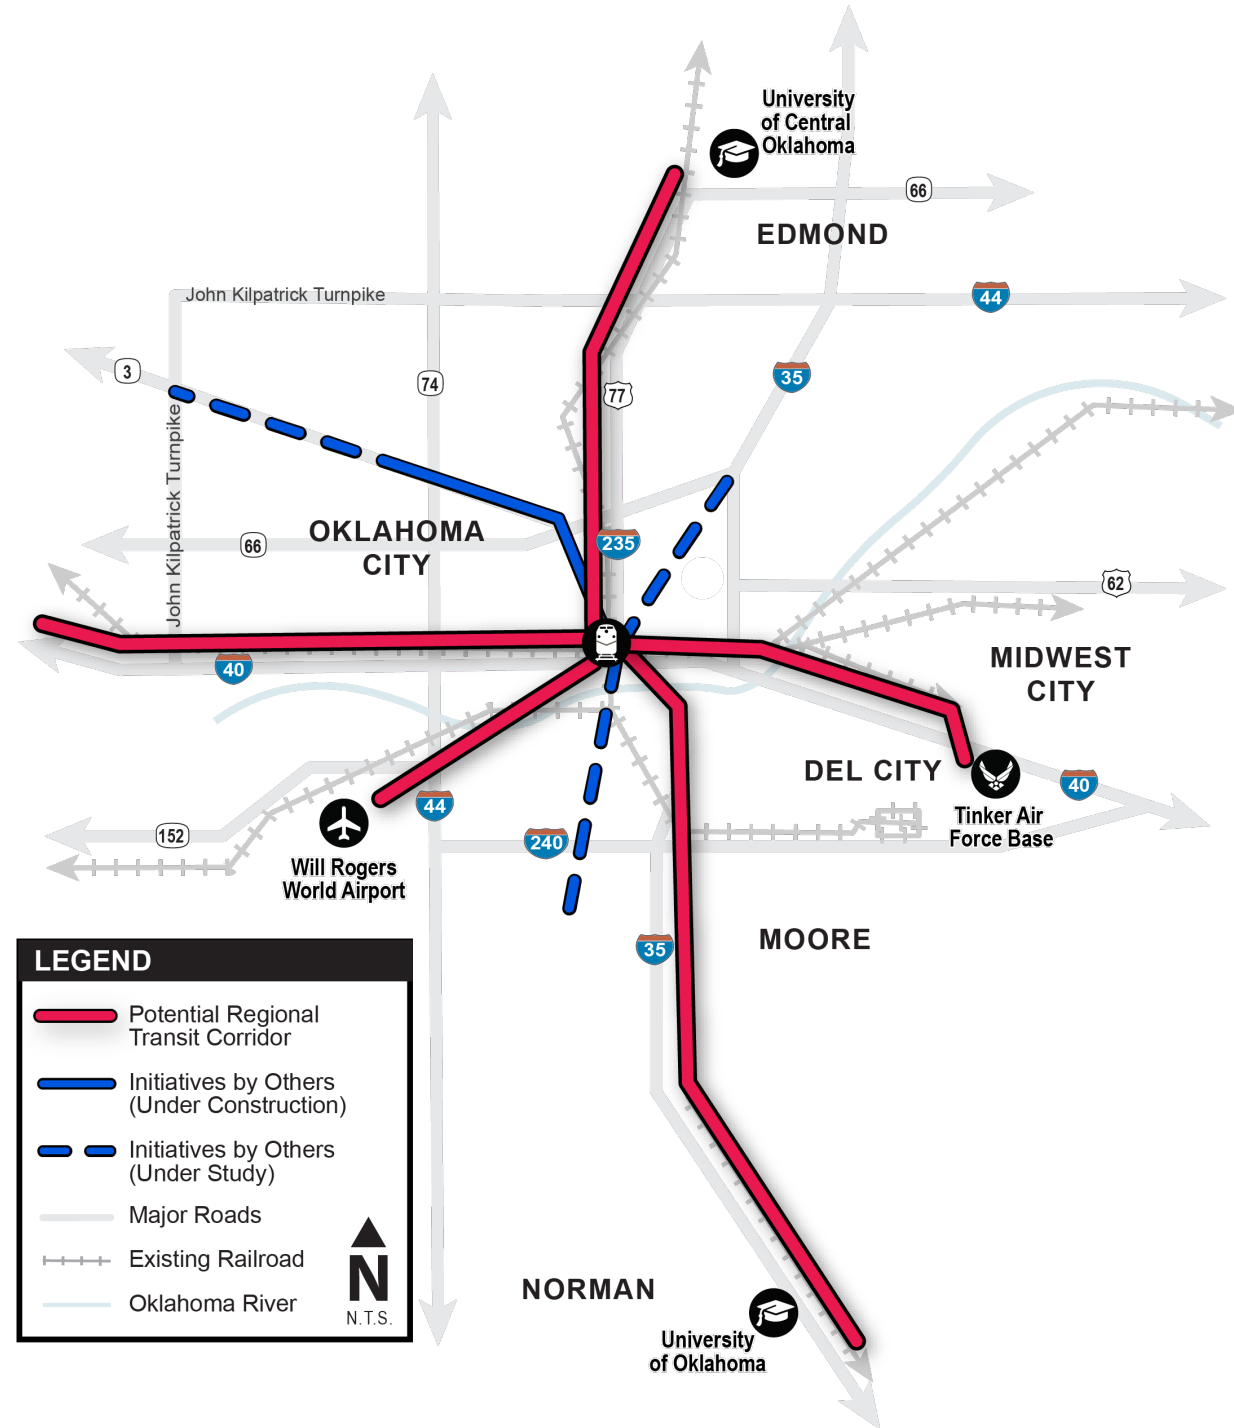 University
of Central
Oklahoma
66
EDMOND
John Kilpatrick Turnpike
44
3
74
77
35
John Kilpatrick Turnpike
OKLAHOMA
CITY
66
235
62
40
MIDWEST
CITY
DEL CITY
40
44
Tinker Air
Force Base
152
240
Will Rogers
World Airport
35
MOORE
LEGEND
Potential Regional
Transit Corridor
Initiatives by Others
(Under Construction)
Initiatives by Others
(Under Study)
Major Roads
Existing Railroad
Oklahoma River
N
N.T.S.
NORMAN
University
of Oklahoma